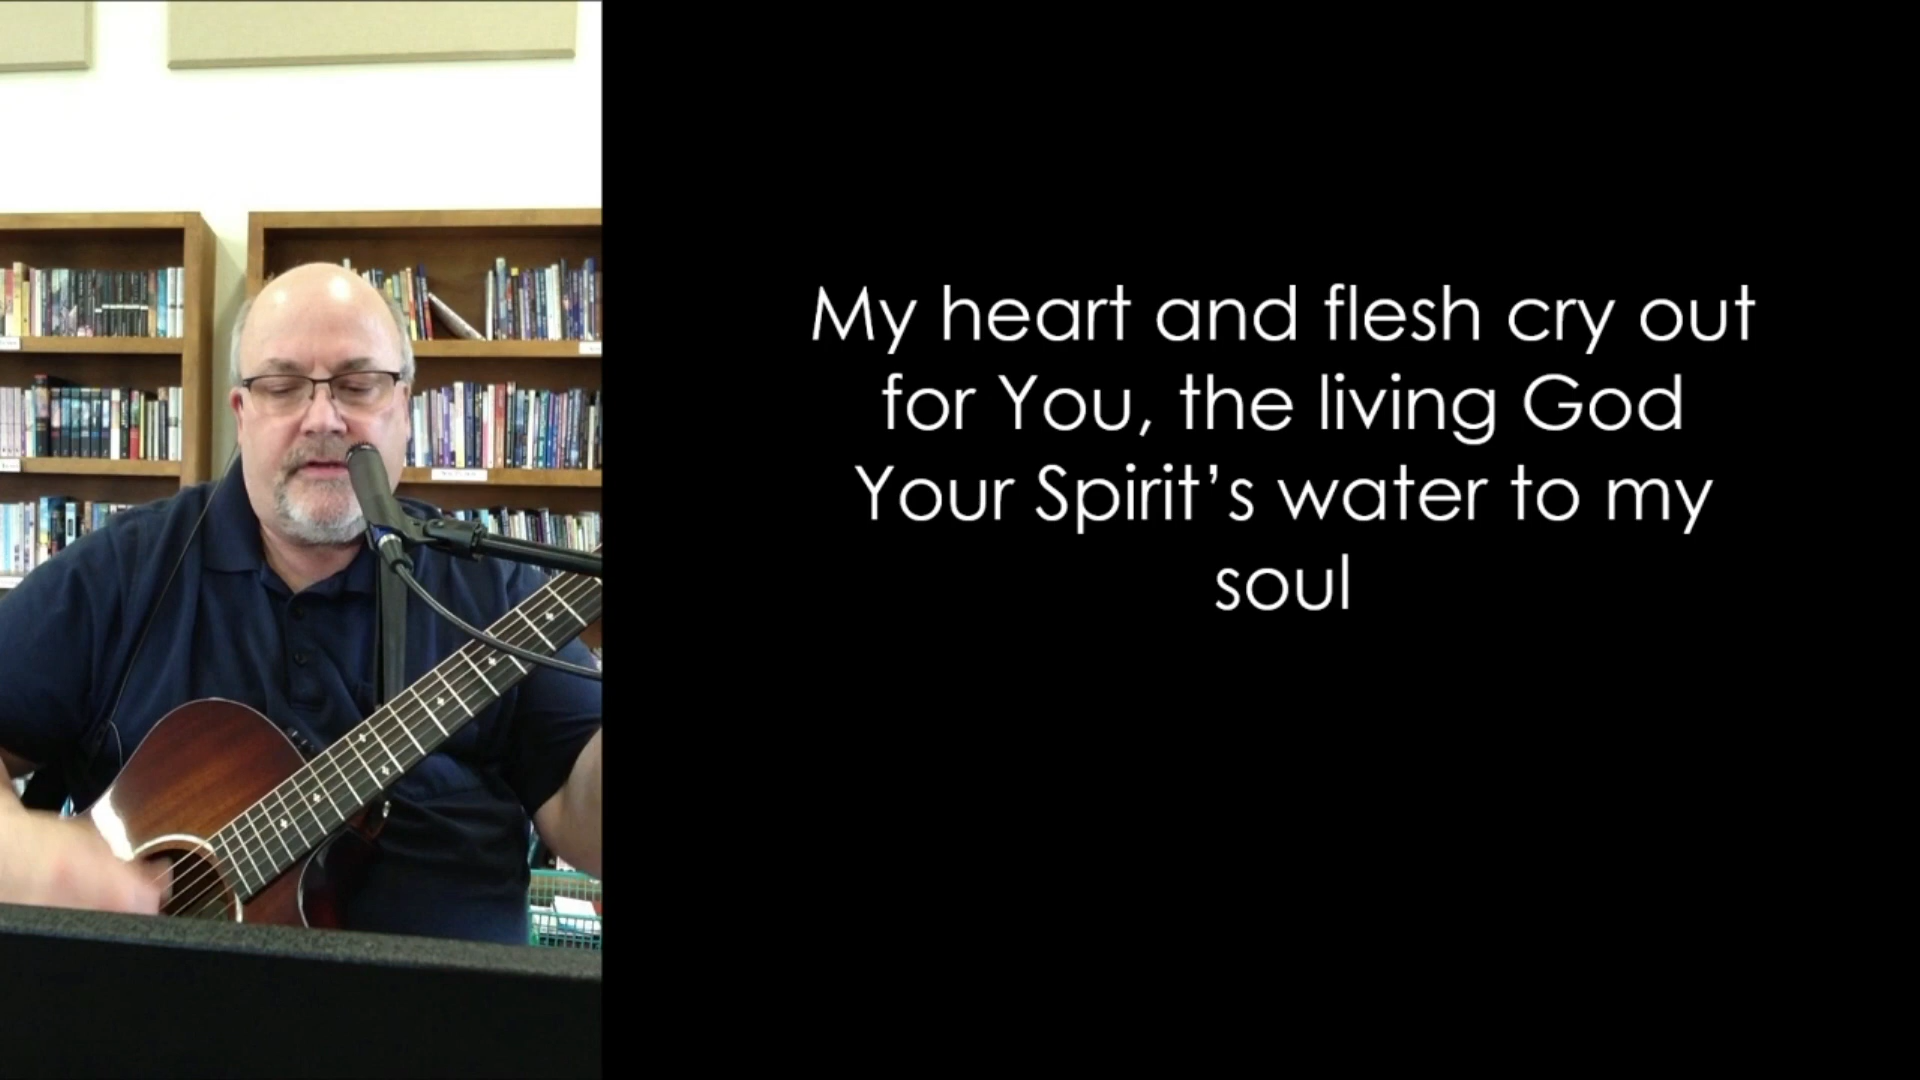 My heart and flesh cry out
for You, the living God
Your Spirit’s water to my
soul